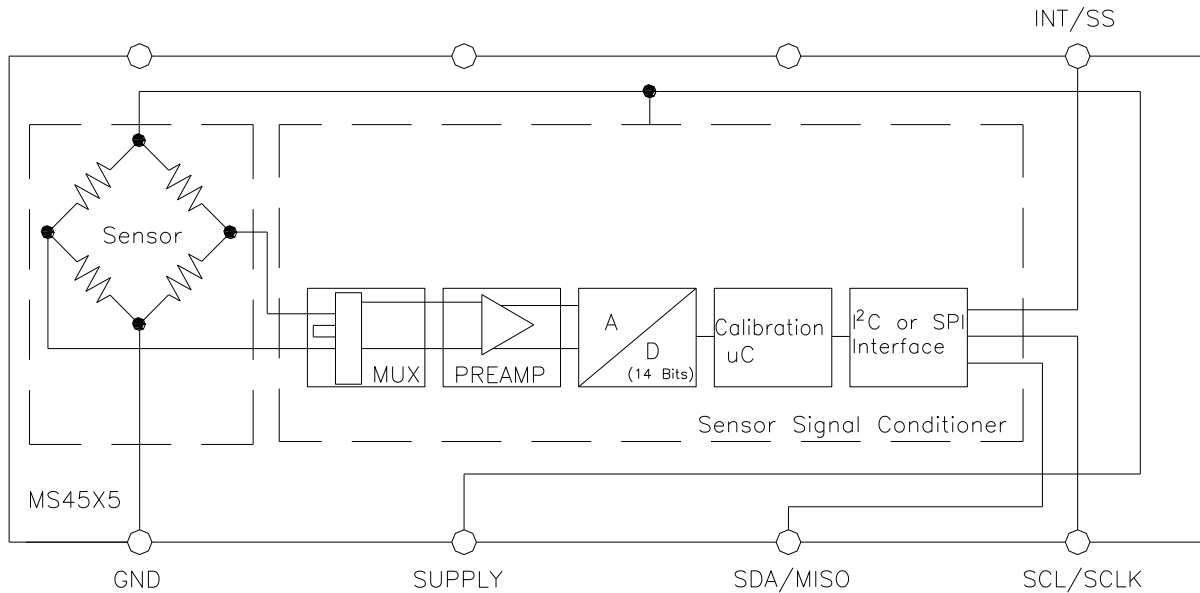 INT/SS
Sensor
A
D
(14 Bits)
MUX
PREAMP
Calibration
uC
I²C or SPI
Interface
Sensor Signal Conditioner
MS45X5
GND
SUPPLY
SDA/MISO
SCL/SCLK